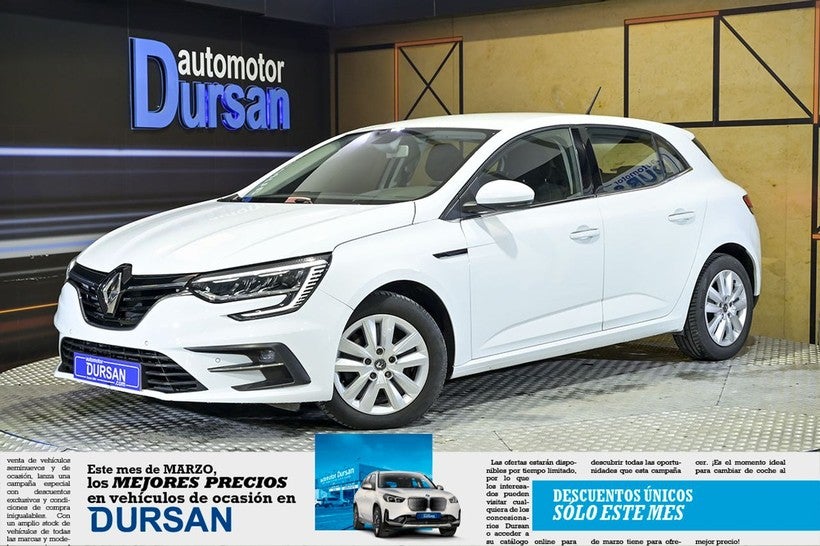 automotor
Dursan
automotor
DURSAN
.com
venta de vehículos
seminuevos y de
ocasión, lanza una
campaña especial
con descuentos
exclusivos y condi-
ciones de compra
inigualables. Con
un amplio stock de
vehículos de todas
las marcas y mode-
Este mes de MARZO,
los MEJORES PRECIOS
en vehículos de ocasión en
DURSAN
automotor Dursan
Las ofertas estarán dispo-
nibles por tiempo limitado,
por lo que
los interesa-
dos pueden
visitar cual-
quiera de los
concesiona-
rios Dursan
o acceder a
su catálogo
online para
descubrir todas las oportu-
nidades que esta campaña
cer. ¡Es el momento ideal
para cambiar de coche al
DESCUENTOS ÚNICOS
SÓLO ESTE MES
de marzo tiene para ofre-
mejor precio!